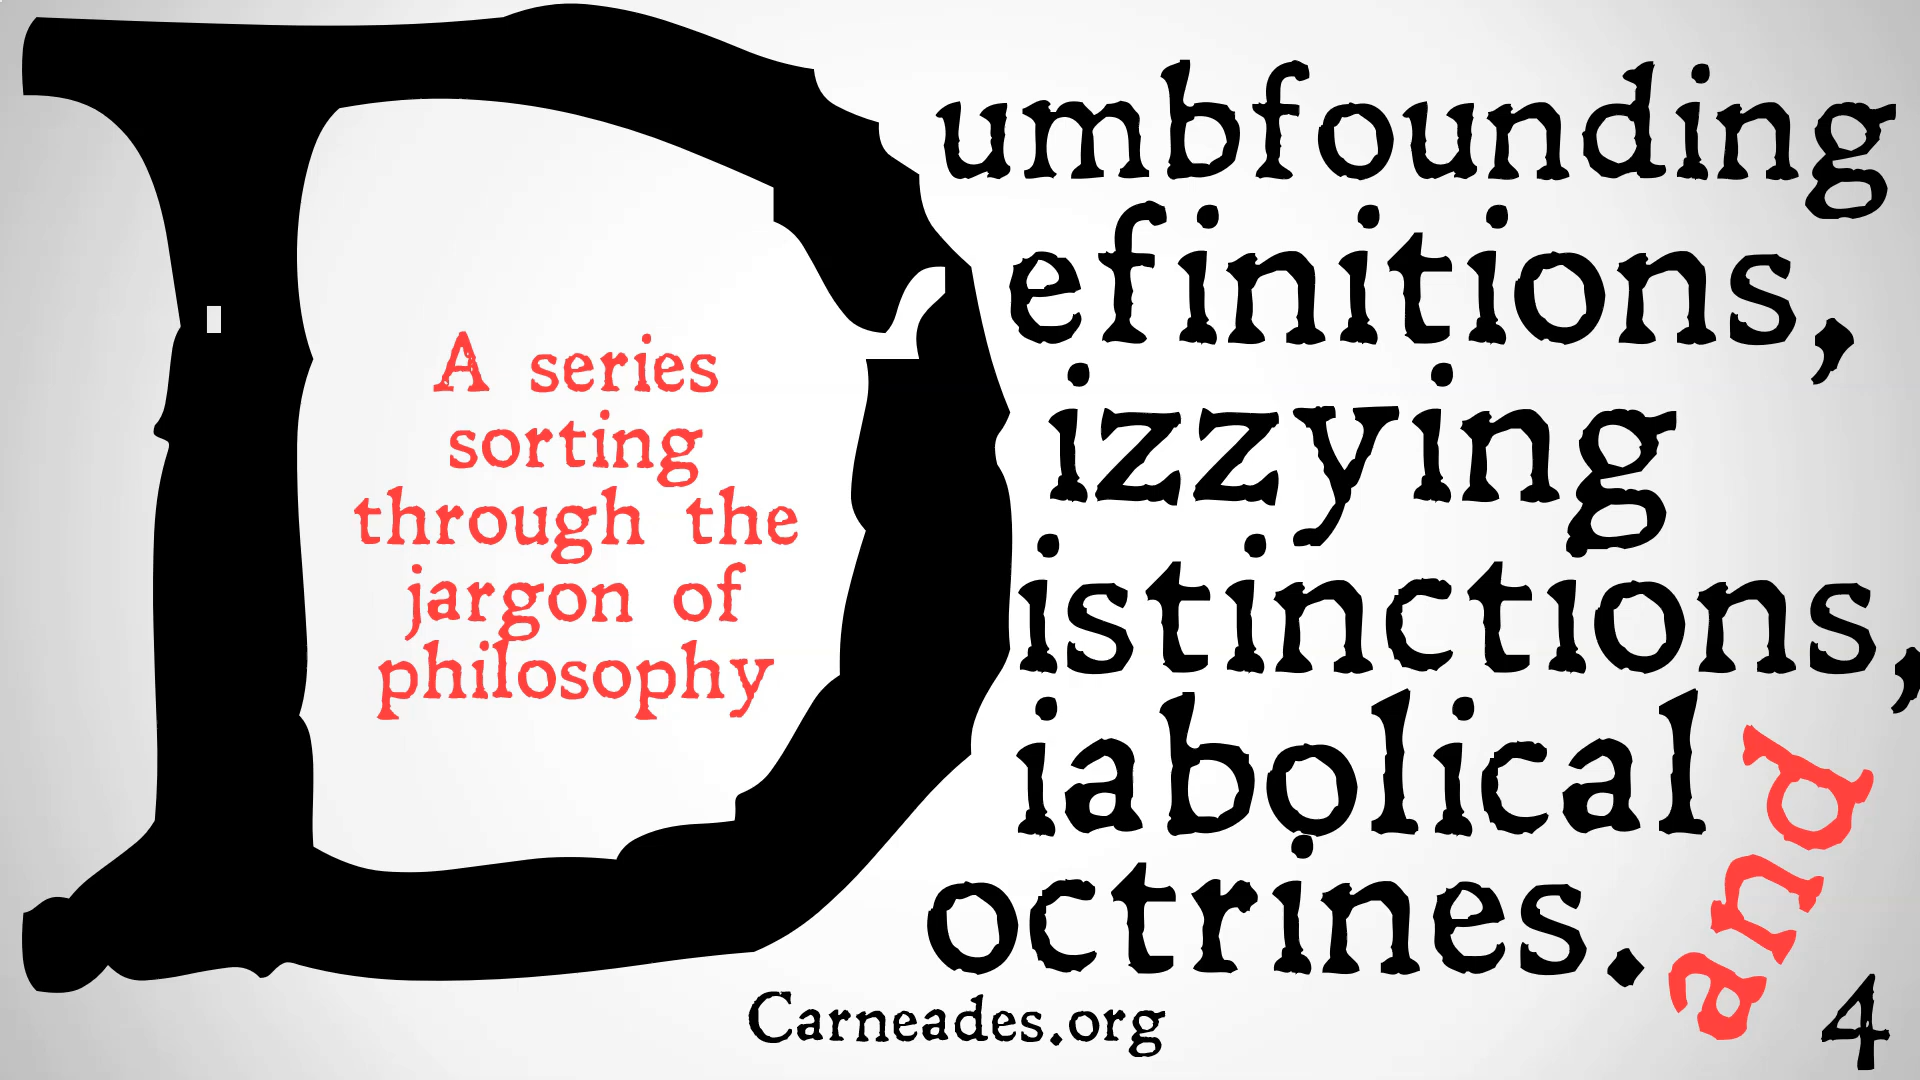 D
umbfounding
efinitions,
izzying
istinctions,
iabolical
octrines.
and
A series
sorting
through the
jargon of
philosophy
Carneades.org
4